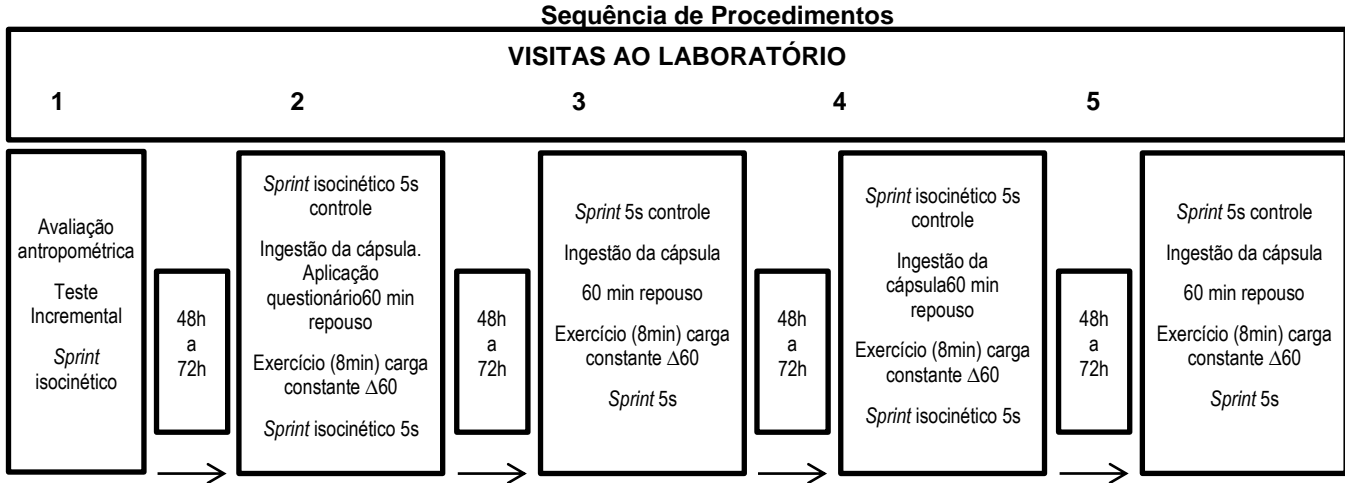 Sequência de Procedimentos
VISITAS AO LABORATÓRIO
1 2 3 4 5
Avaliação
antropométrica
Teste
Incremental
Sprint
isocinético
48h
a
72h
Sprint isocinético 5s
controle
Ingestão da cápsula.
Aplicação
questionário60 min
repouso
Exercício (8min) carga
constante Δ60
Sprint isocinético 5s
48h
a
72h
Sprint 5s controle
Ingestão da cápsula
60 min repouso
Exercício (8min) carga
constante Δ60
Sprint 5s
48h
a
72h
Sprint isocinético 5s
controle
Ingestão da
cápsula60 min
repouso
Exercício (8min) carga
constante Δ60
Sprint isocinético 5s
48h
a
72h
Sprint 5s controle
Ingestão da cápsula
60 min repouso
Exercício (8min) carga
constante Δ60
Sprint 5s